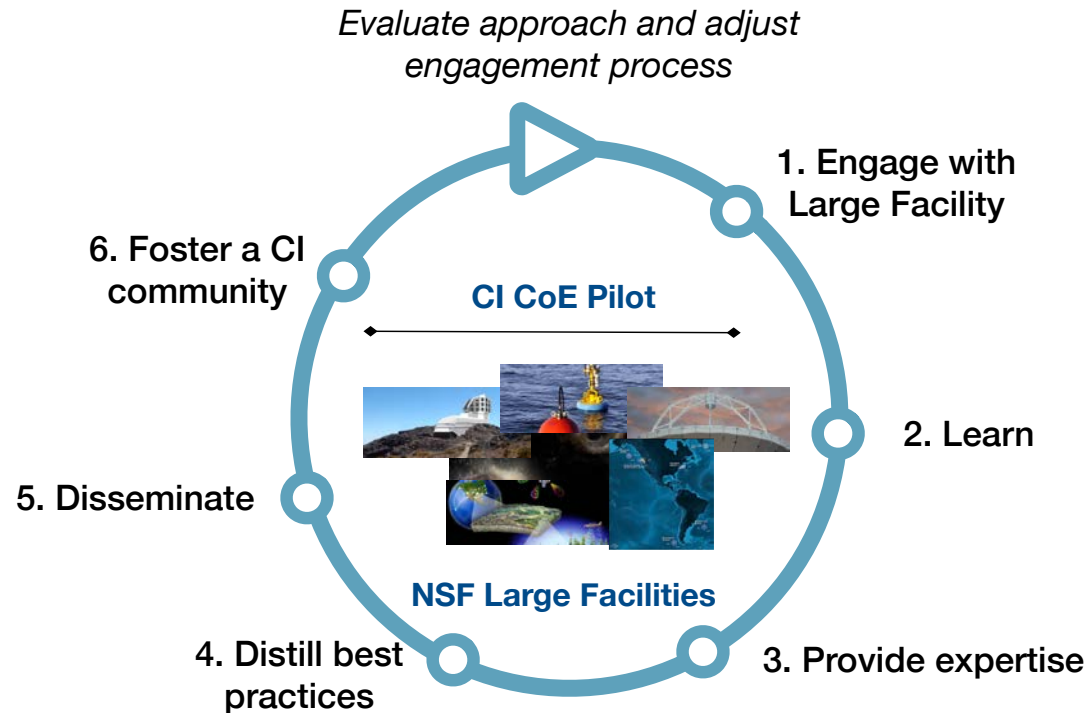 Evaluate approach and adjust
engagement process
1. Engage with
Large Facility
6. Foster a CI
community
CI CoE Pilot
2. Learn
5. Disseminate
NSF Large Facilities
4. Distill best
practices
3. Provide expertise